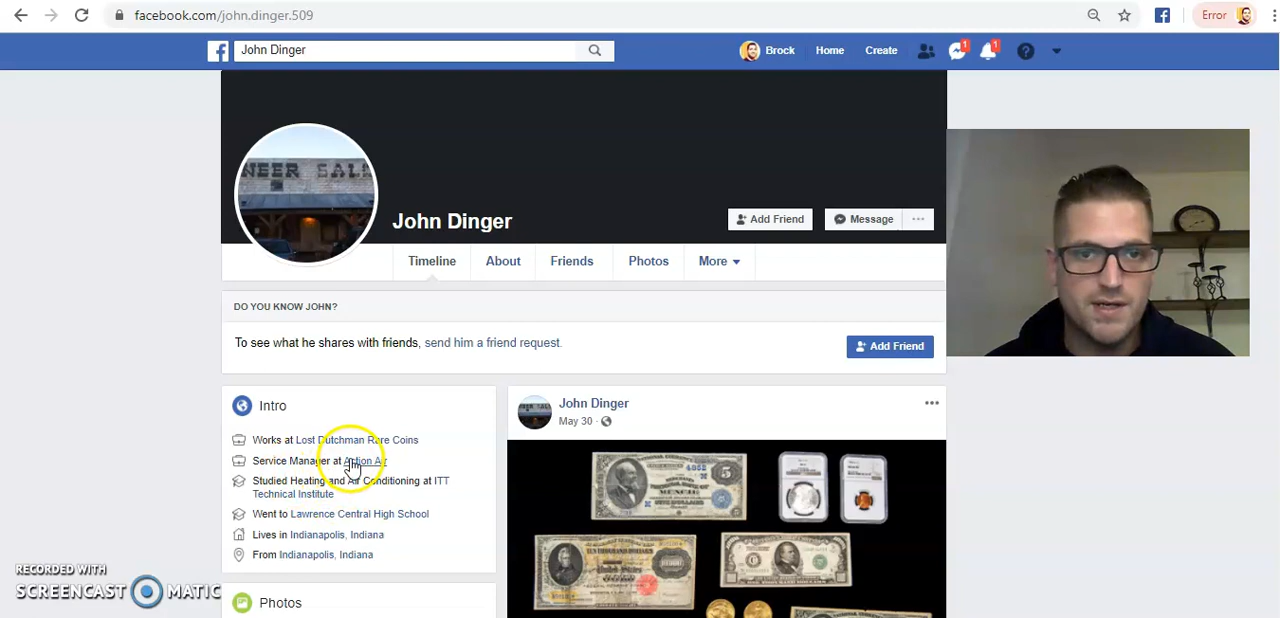 facebook.com/john.dinger.509
Error
John Dinger
Brock
Home
Create
1
1
NEER SAL
John Dinger
Add Friend
Message
Timeline
About
Friends
Photos
More
DO YOU KNOW JOHN?
To see what he shares with friends, send him a friend request.
Add Friend
Intro
Works at Lost Dutchman Rare Coins
Service Manager at Action Air
Studied Heating and Air Conditioning at ITT
Technical Institute
Went to Lawrence Central High School
Lives in Indianapolis, Indiana
From Indianapolis, Indiana
Photos
John Dinger
May 30
RECORDED WITH
SCREENCAST MATIC